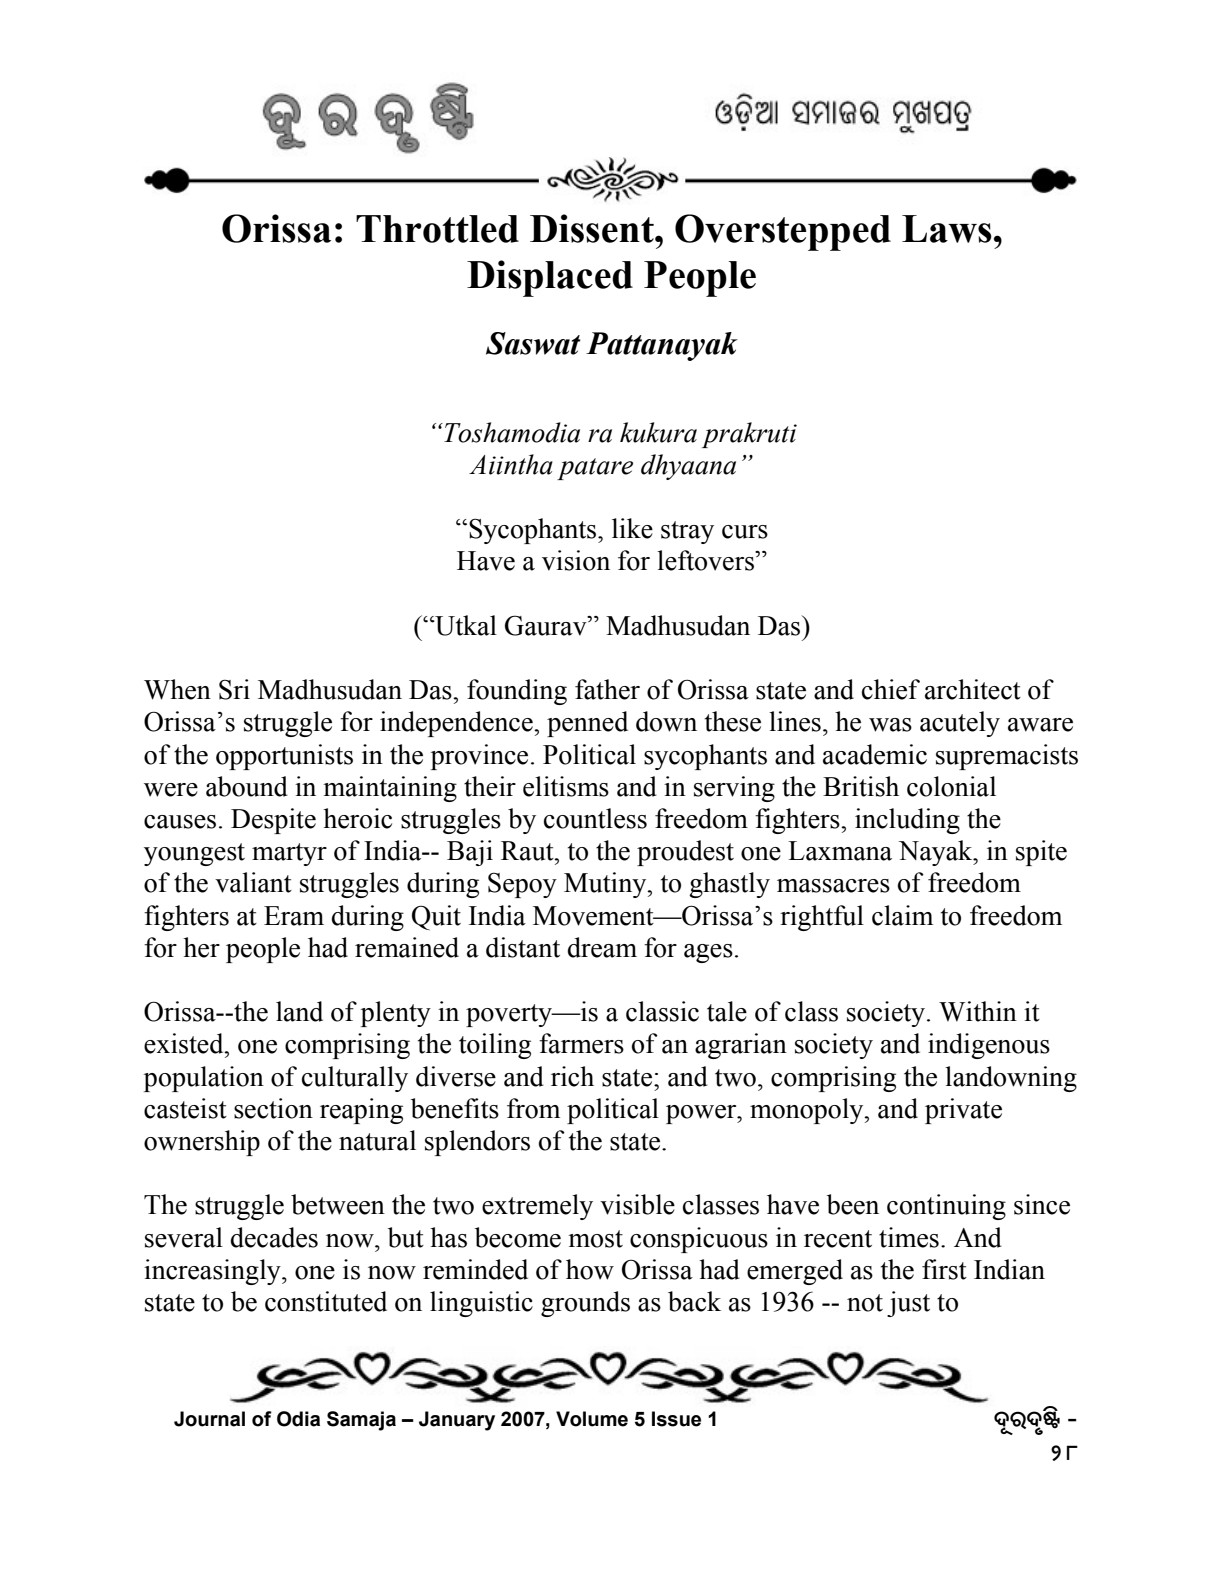 ଦୂରଦୃଷ୍ଟି ଓଡ଼ିଆ ସମାଜର ମୁଖପତ୍ର
Orissa: Throttled Dissent, Overstepped Laws,
Displaced People
Saswat Pattanayak
“Toshamodia ra kukura prakruti
Aiintha patare dhyaana”
“Sycophants, like stray curs
Have a vision for leftovers”
(“Utkal Gaurav” Madhusudan Das)
When Sri Madhusudan Das, founding father of Orissa state and chief architect of
Orissa’s struggle for independence, penned down these lines, he was acutely aware
of the opportunists in the province. Political sycophants and academic supremacists
were abound in maintaining their elitisms and in serving the British colonial
causes. Despite heroic struggles by countless freedom fighters, including the
youngest martyr of India-- Baji Raut, to the proudest one Laxmana Nayak, in spite
of the valiant struggles during Sepoy Mutiny, to ghastly massacres of freedom
fighters at Eram during Quit India Movement—Orissa’s rightful claim to freedom
for her people had remained a distant dream for ages.
Orissa--the land of plenty in poverty—is a classic tale of class society. Within it
existed, one comprising the toiling farmers of an agrarian society and indigenous
population of culturally diverse and rich state; and two, comprising the landowning
casteist section reaping benefits from political power, monopoly, and private
ownership of the natural splendors of the state.
The struggle between the two extremely visible classes have been continuing since
several decades now, but has become most conspicuous in recent times. And
increasingly, one is now reminded of how Orissa had emerged as the first Indian
state to be constituted on linguistic grounds as back as 1936 -- not just to
Journal of Odia Samaja – January 2007, Volume 5 Issue 1 ଦୂରଦୃଷ୍ଟି -
୨୮